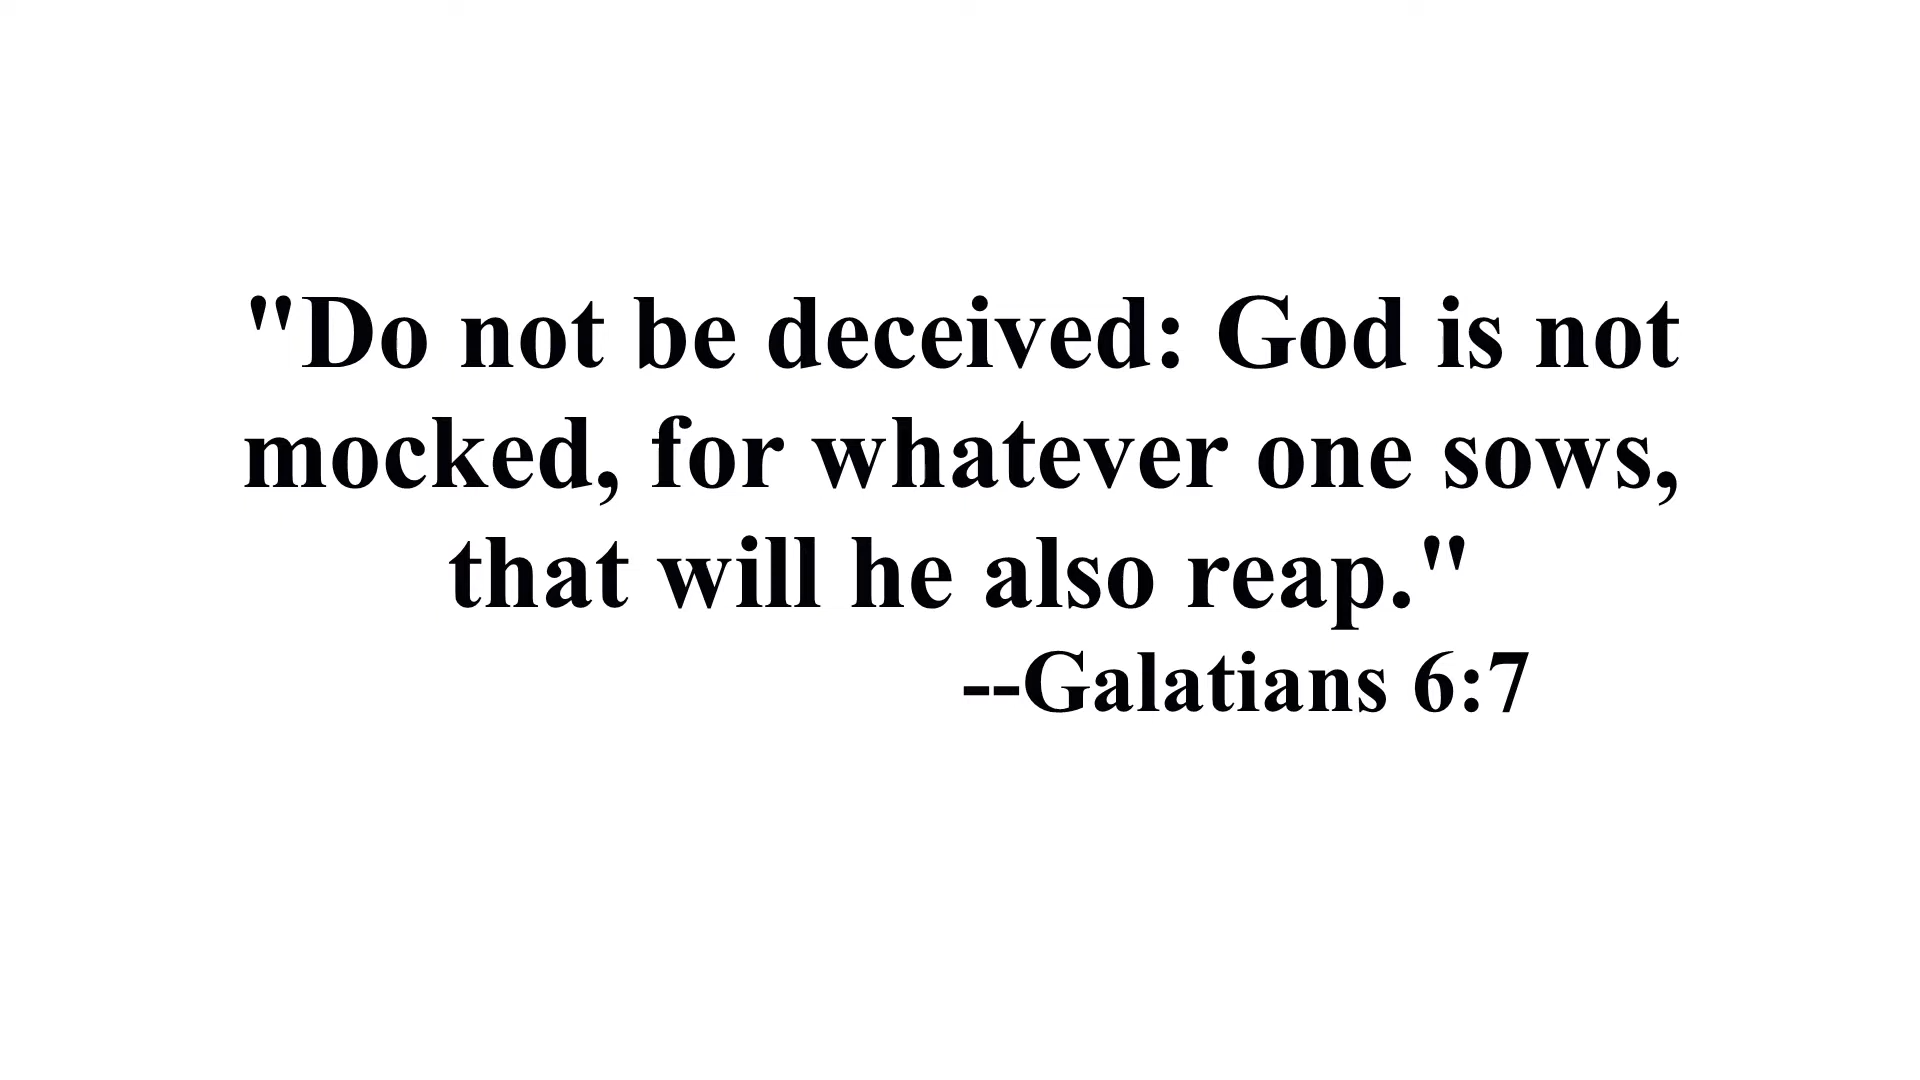 "Do not be deceived: God is not
mocked, for whatever one sows,
that will he also reap."
--Galatians 6:7